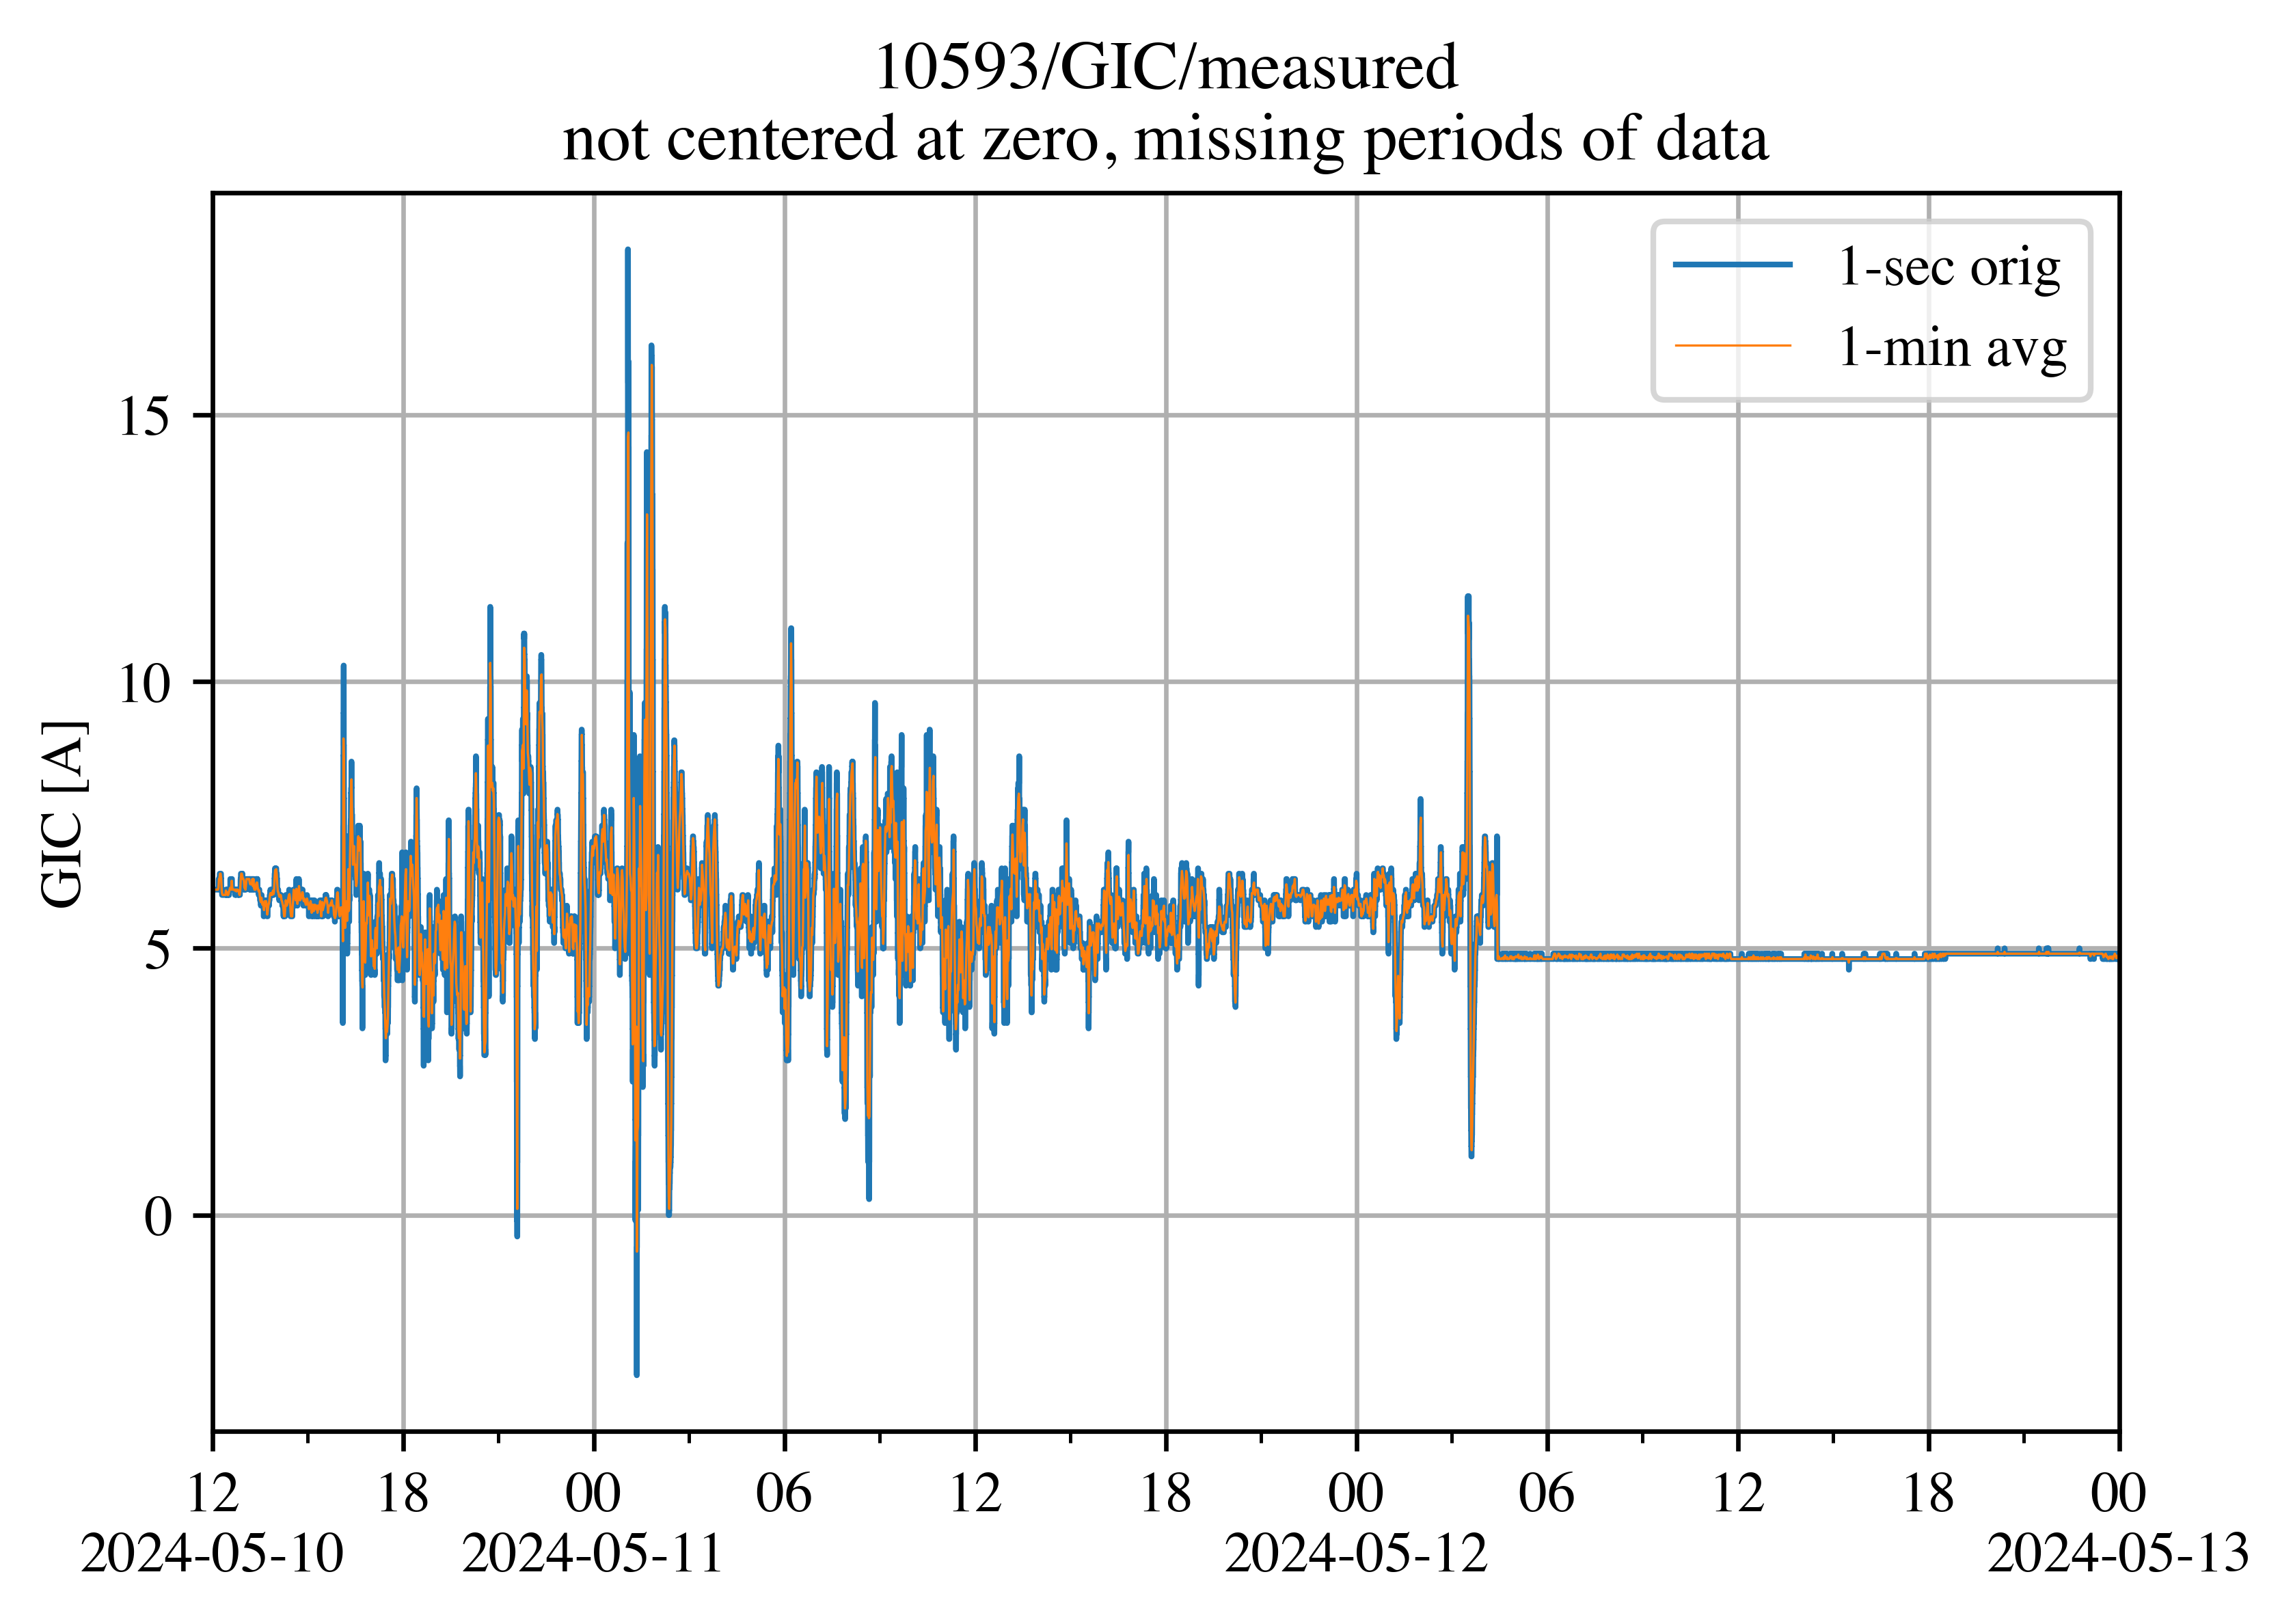 10593/GIC/measured
not centered at zero, missing periods of data
1-sec orig
1-min avg
GIC [A]
15
10
5
0
12 18 00 06 12 18 00 06 12 18 00
2024-05-10 2024-05-11 2024-05-12 2024-05-13